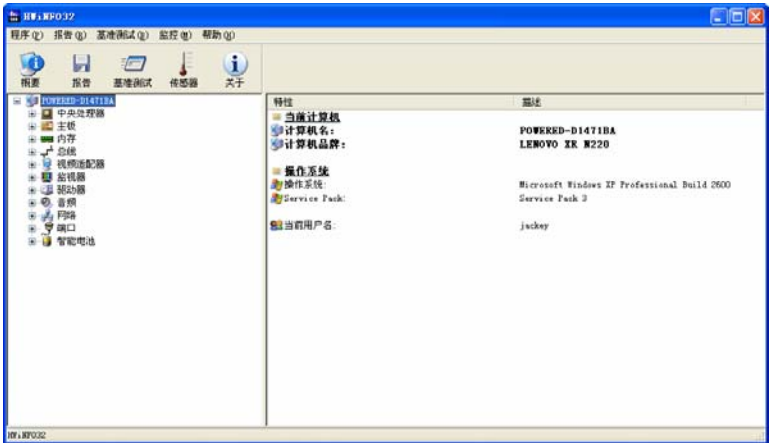 HWiNFO32
程序(P) 报告(R) 基准测试(Q) 监控(M) 帮助(H)
概要 报告 基准测试 传感器 关于
POWERED-D1471BA
中央处理器
主板
内存
总线
视频适配器
监视器
驱动器
音频
网络
端口
智能电池
特性 描述
当前计算机
计算机名: POWERED-D1471BA
计算机品牌: LENOVO XR N220
操作系统
操作系统: Microsoft Windows XP Professional Build 2600
Service Pack: Service Pack 3
当前用户名: jackey
HWiNFO32